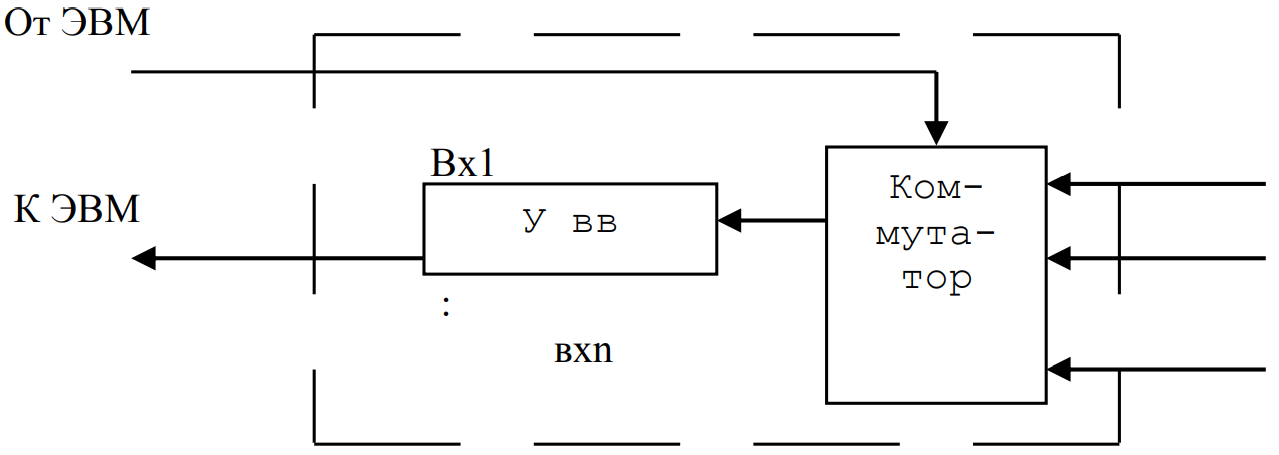 От ЭВМ
Вх1
К ЭВМ
У вв
Ком-
мута-
тор
:
вхn